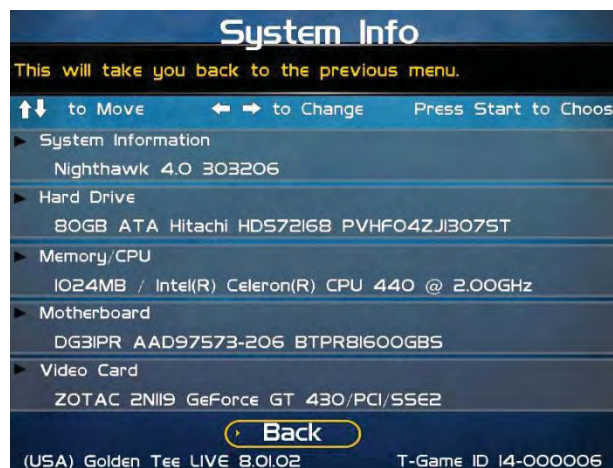 System Info
This will take you back to the previous menu.
to Move to Change Press Start to Choos
System Information
Nighthawk 4.0 303206
Hard Drive
80GB ATA Hitachi HDS72168 PVHF04ZJ1307ST
Memory/CPU
1024MB / Intel(R) Celeron(R) CPU 440 @ 2.00GHz
Motherboard
DG31PR AAD97573-206 BTPR81600GBS
Video Card
ZOTAC 2N119 GeForce GT 430/PCI/SSE2
Back
(USA) Golden Tee LIVE 8.01.02 T-Game ID 14-000006